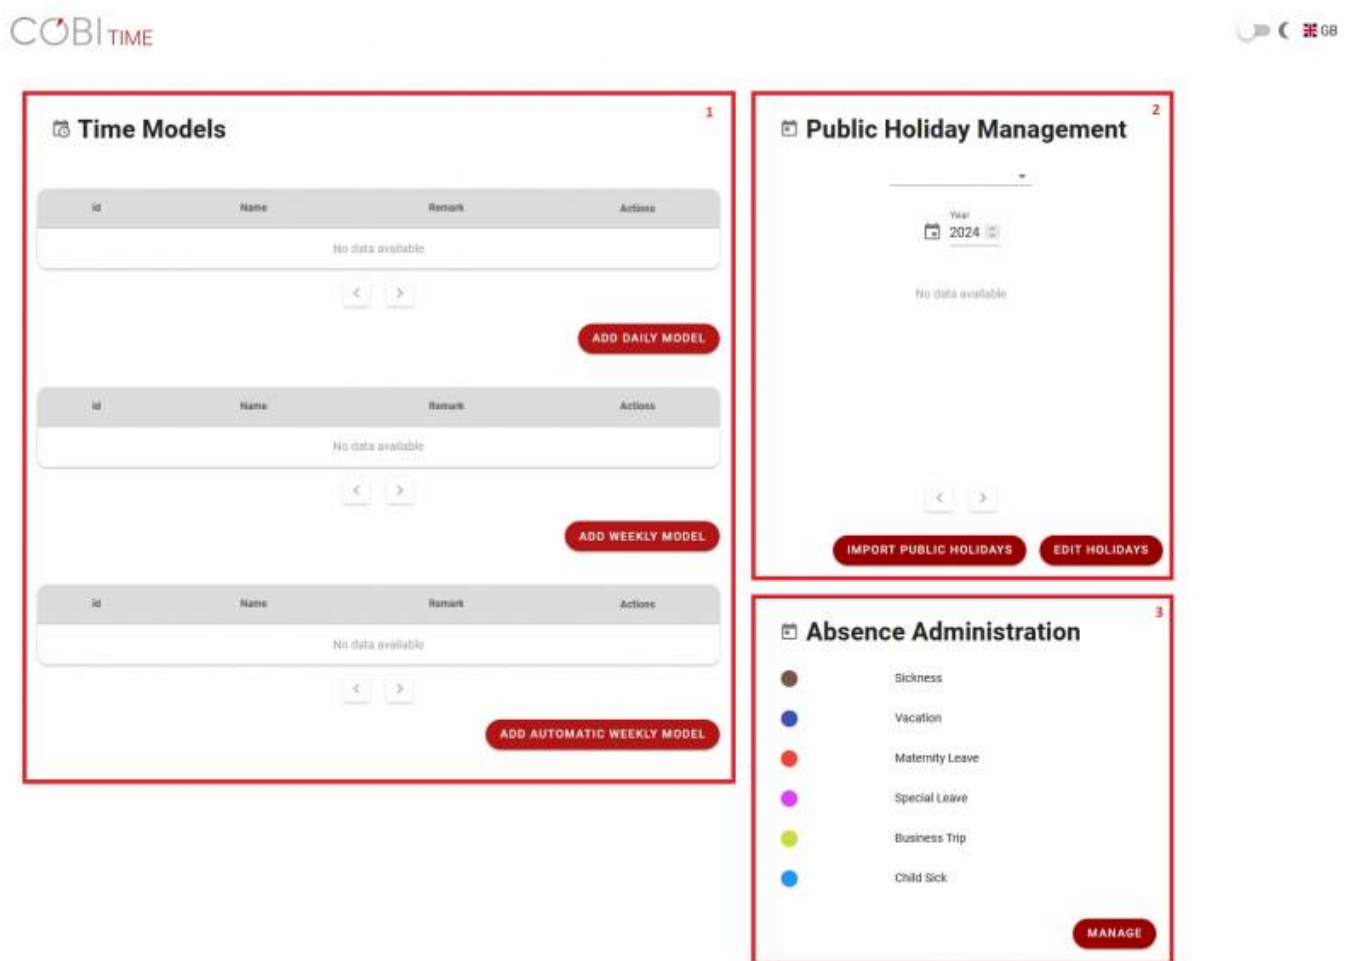 COBI TIME
GB
1
Time Models
id Name Remark Actions
No data available
ADD DAILY MODEL
id Name Remark Actions
No data available
ADD WEEKLY MODEL
id Name Remark Actions
No data available
ADD AUTOMATIC WEEKLY MODEL
2
Public Holiday Management
Year
2024
No data available
IMPORT PUBLIC HOLIDAYS EDIT HOLIDAYS
3
Absence Administration
Sickness
Vacation
Maternity Leave
Special Leave
Business Trip
Child Sick
MANAGE